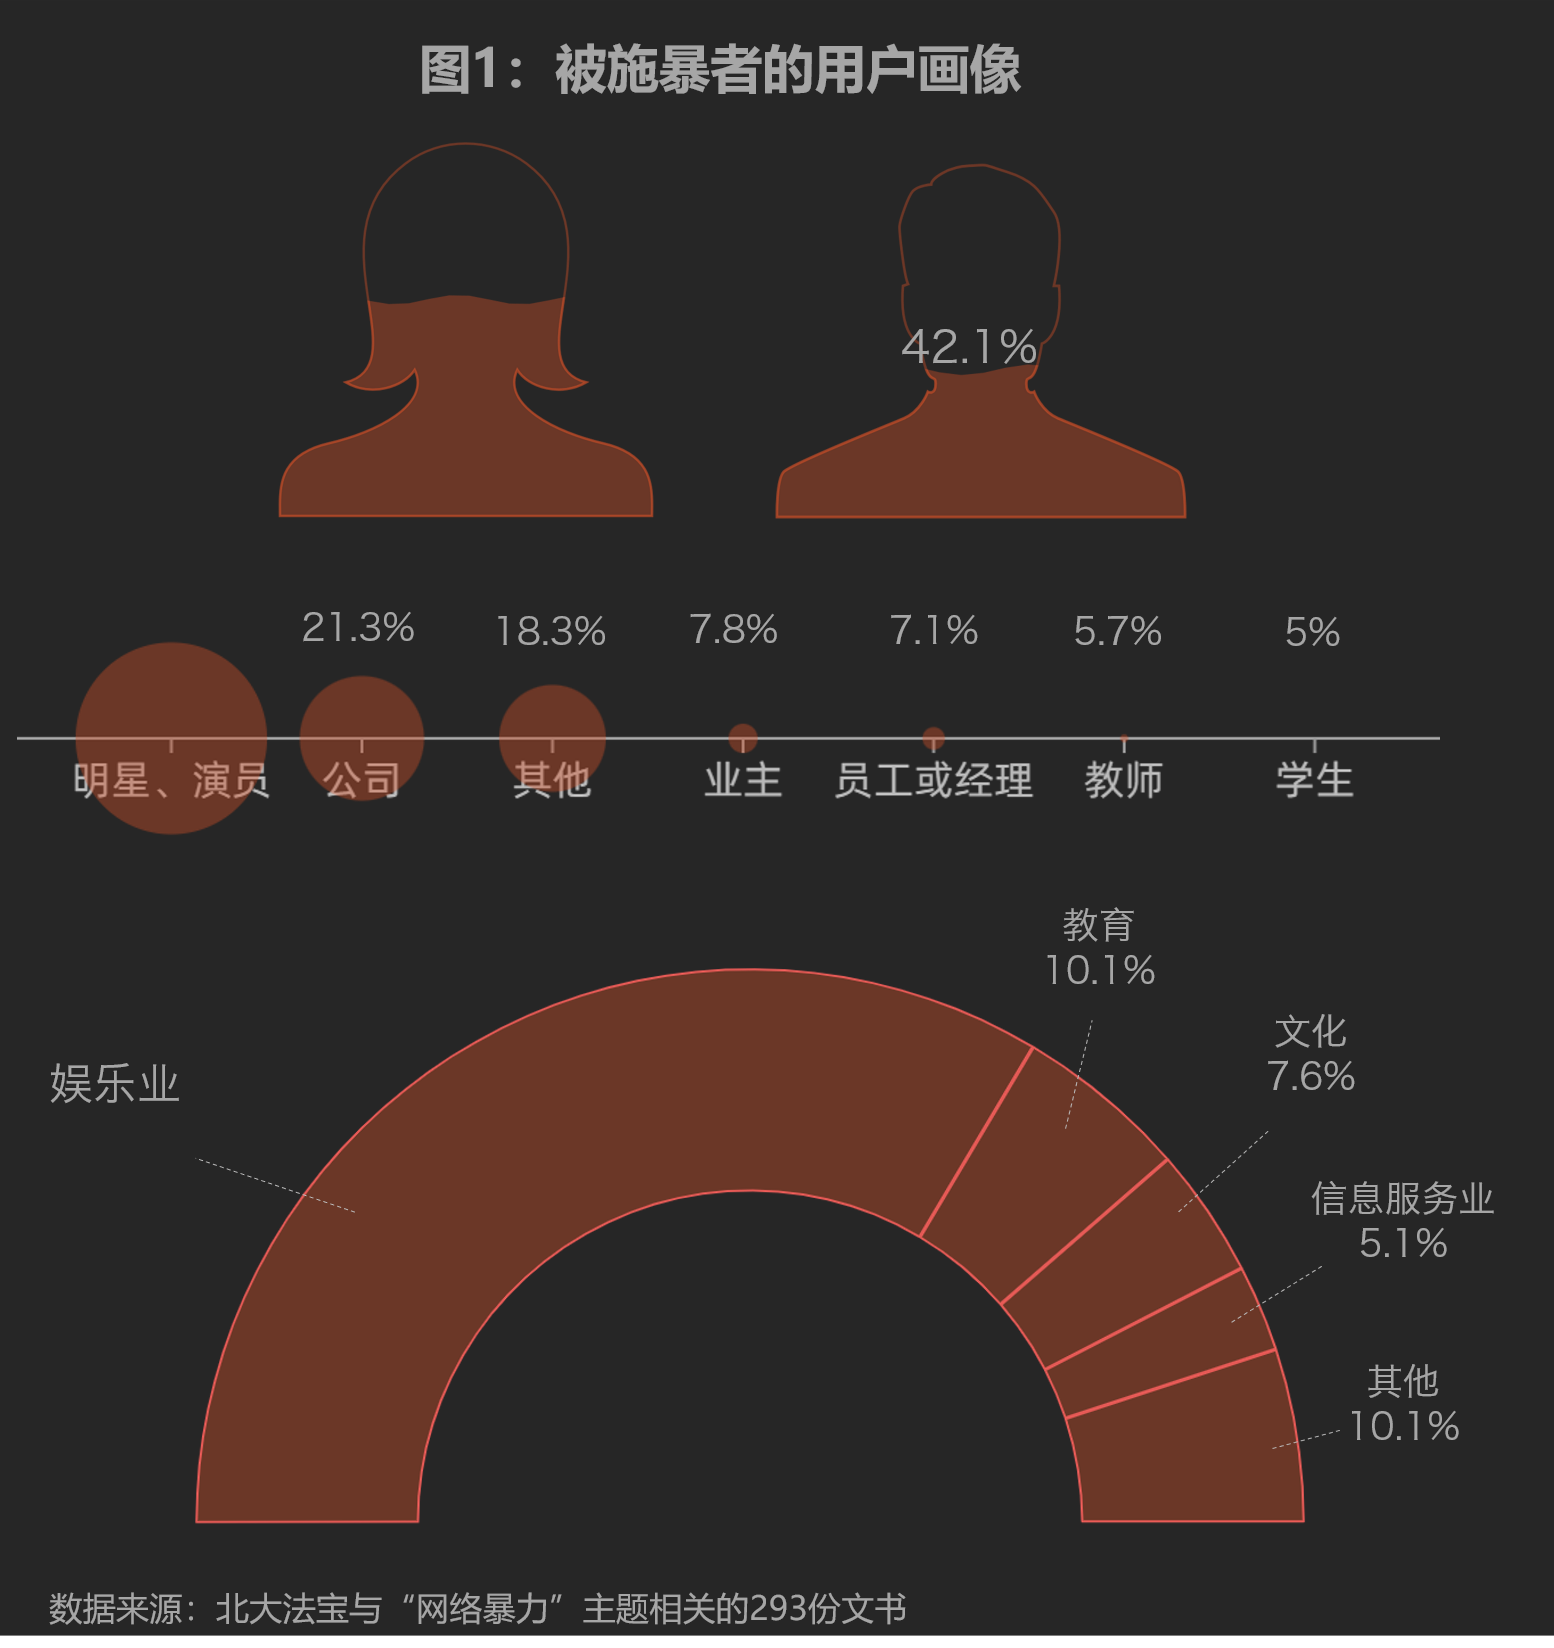 图1：被施暴者的用户画像
42.1%
21.3%
18.3%
7.8%
7.1%
5.7%
5%
明星、演员
公司
其他
业主
员工或经理
教师
学生
教育
10.1%
文化
7.6%
娱乐业
信息服务业
5.1%
其他
10.1%
数据来源：北大法宝与“网络暴力”主题相关的293份文书